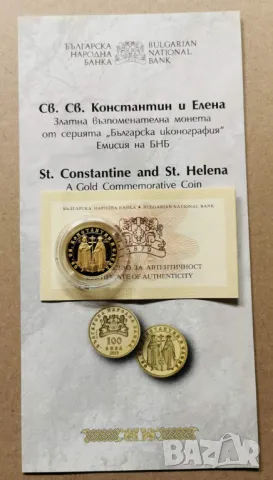 БЪЛГАРСКА НАРОДНА БАНКА
BULGARIAN NATIONAL BANK
Св. Св. Константин и Елена
Златна възпоменателна монета
от серията „Българска иконография"
Емисия на БНБ
St. Constantine and St. Helena
A Gold Commemorative Coin
БЪЛГАРСКА НАРОДНА БАНКА • BULGARIAN NATIONAL BANK
1879
ЗА АВТЕНТИЧНОСТ
OF AUTHENTICITY
100
ЛЕВА
BAZAR